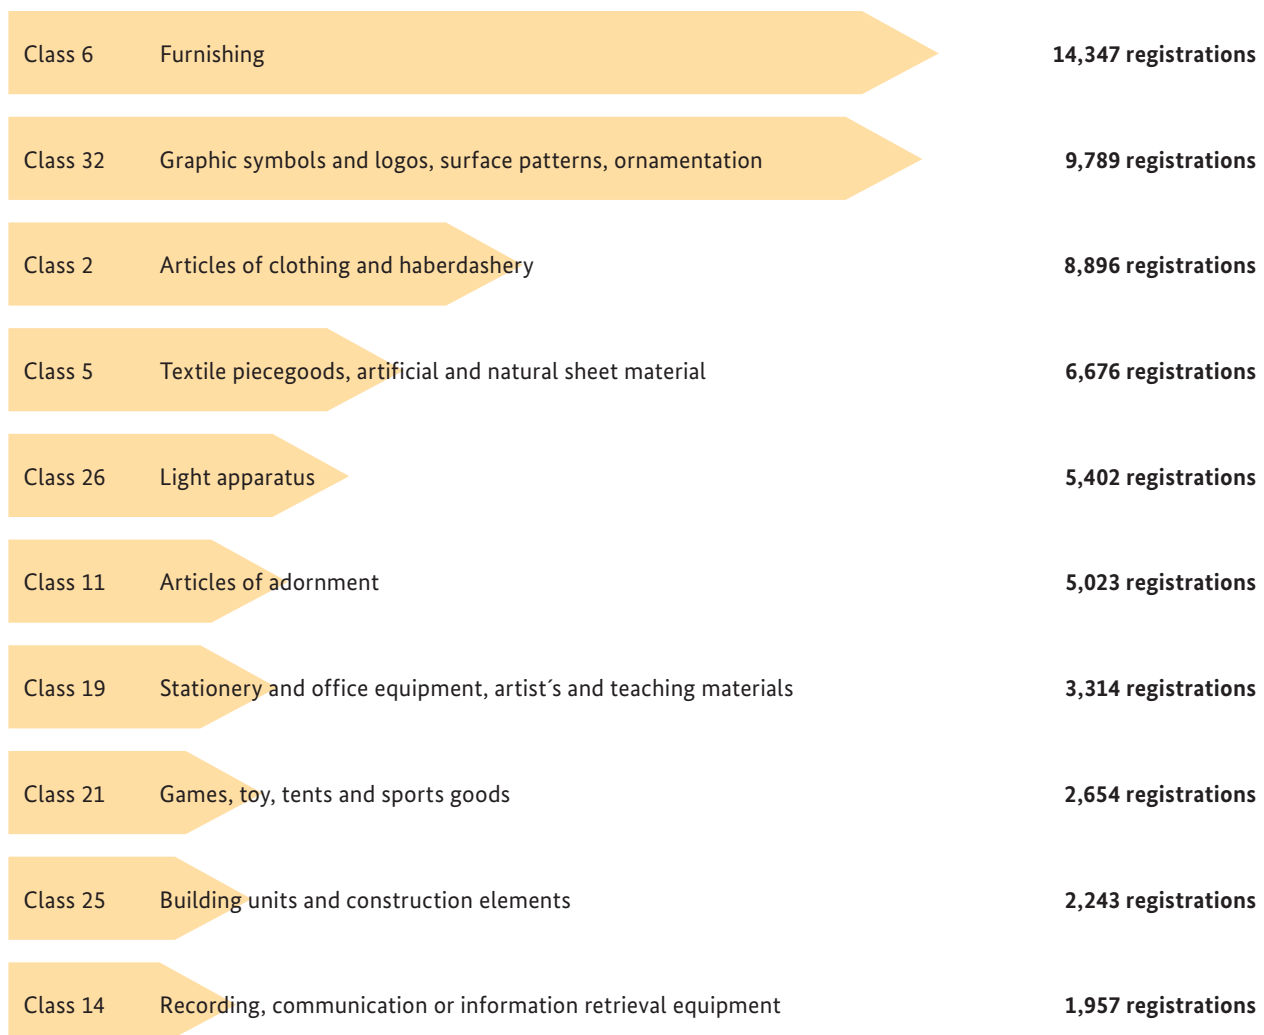 Class 6 Furnishing 14,347 registrations
Class 32 Graphic symbols and logos, surface patterns, ornamentation 9,789 registrations
Class 2 Articles of clothing and haberdashery 8,896 registrations
Class 5 Textile piecegoods, artificial and natural sheet material 6,676 registrations
Class 26 Light apparatus 5,402 registrations
Class 11 Articles of adornment 5,023 registrations
Class 19 Stationery and office equipment, artist´s and teaching materials 3,314 registrations
Class 21 Games, toy, tents and sports goods 2,654 registrations
Class 25 Building units and construction elements 2,243 registrations
Class 14 Recording, communication or information retrieval equipment 1,957 registrations